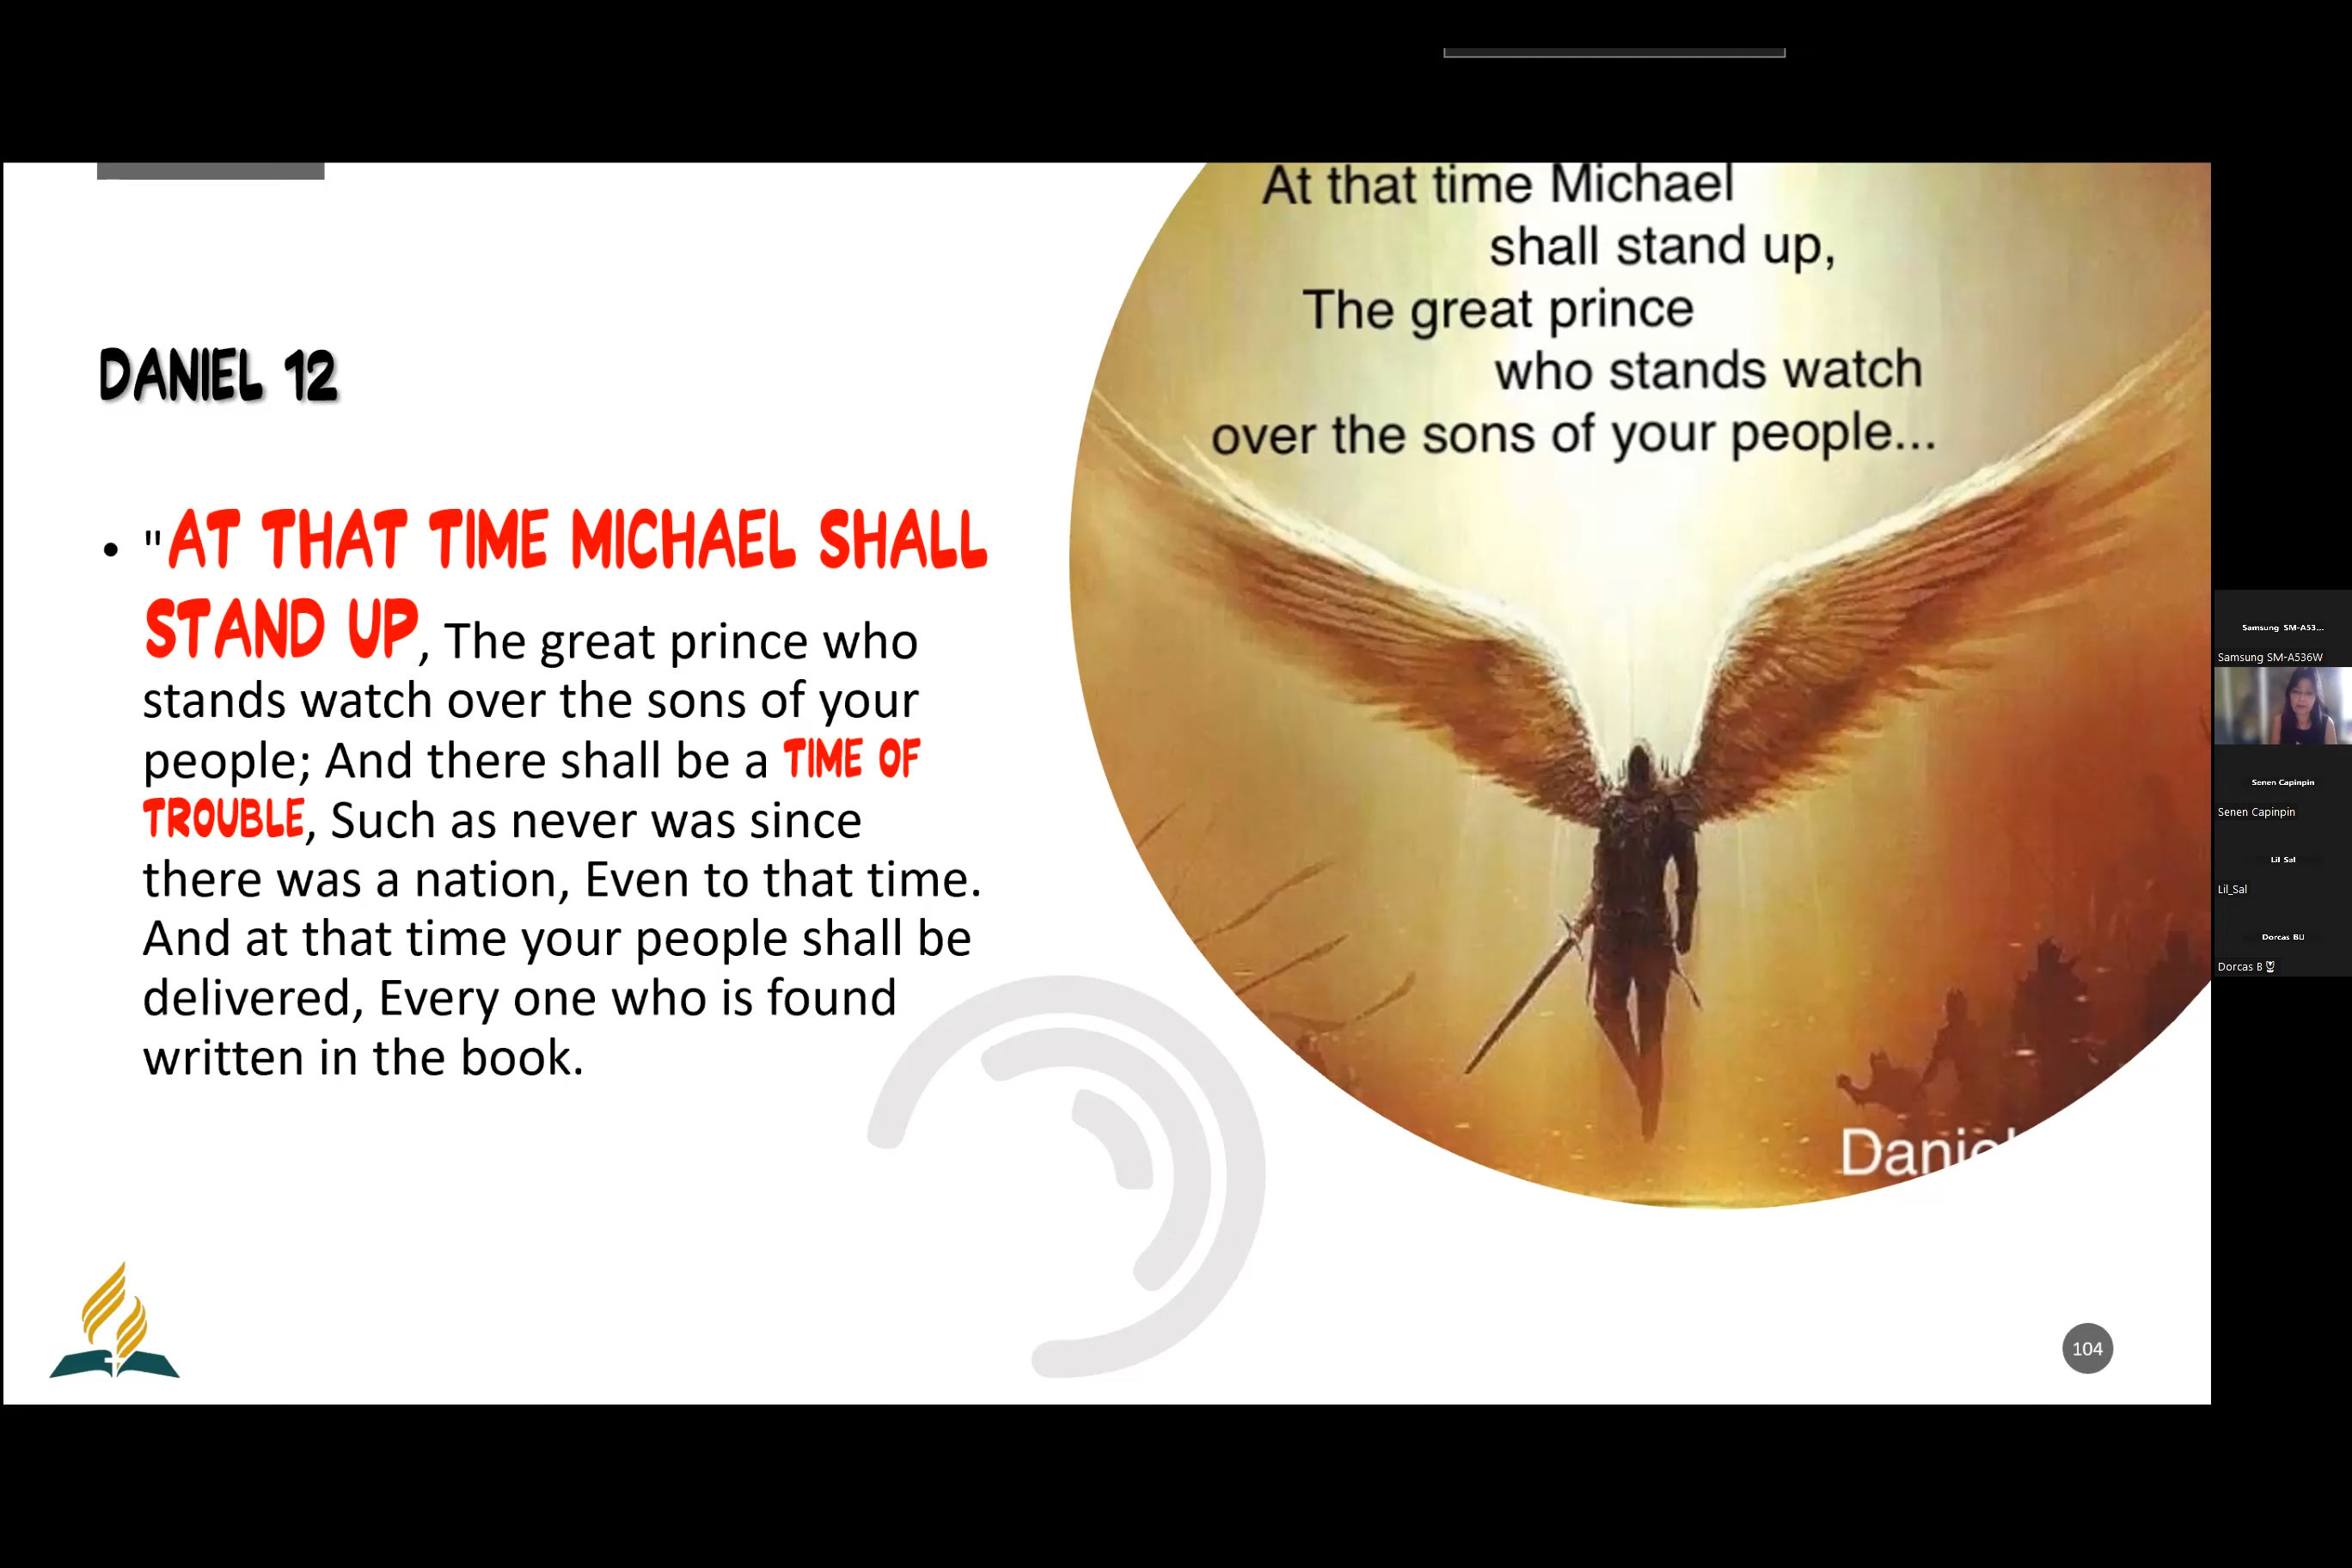 At that time Michael
shall stand up,
The great prince
who stands watch
over the sons of your people...
DANIEL 12
• "AT THAT TIME MICHAEL SHALL
STAND UP, The great prince who
stands watch over the sons of your
people; And there shall be a TIME OF
TROUBLE, Such as never was since
there was a nation, Even to that time.
And at that time your people shall be
delivered, Every one who is found
written in the book.
Daniel
104
Samsung SM-A53...
Samsung SM-A536W
Senen Capinpin
Senen Capinpin
Lil Sal
Lil_Sal
Dorcas BU
Dorcas B